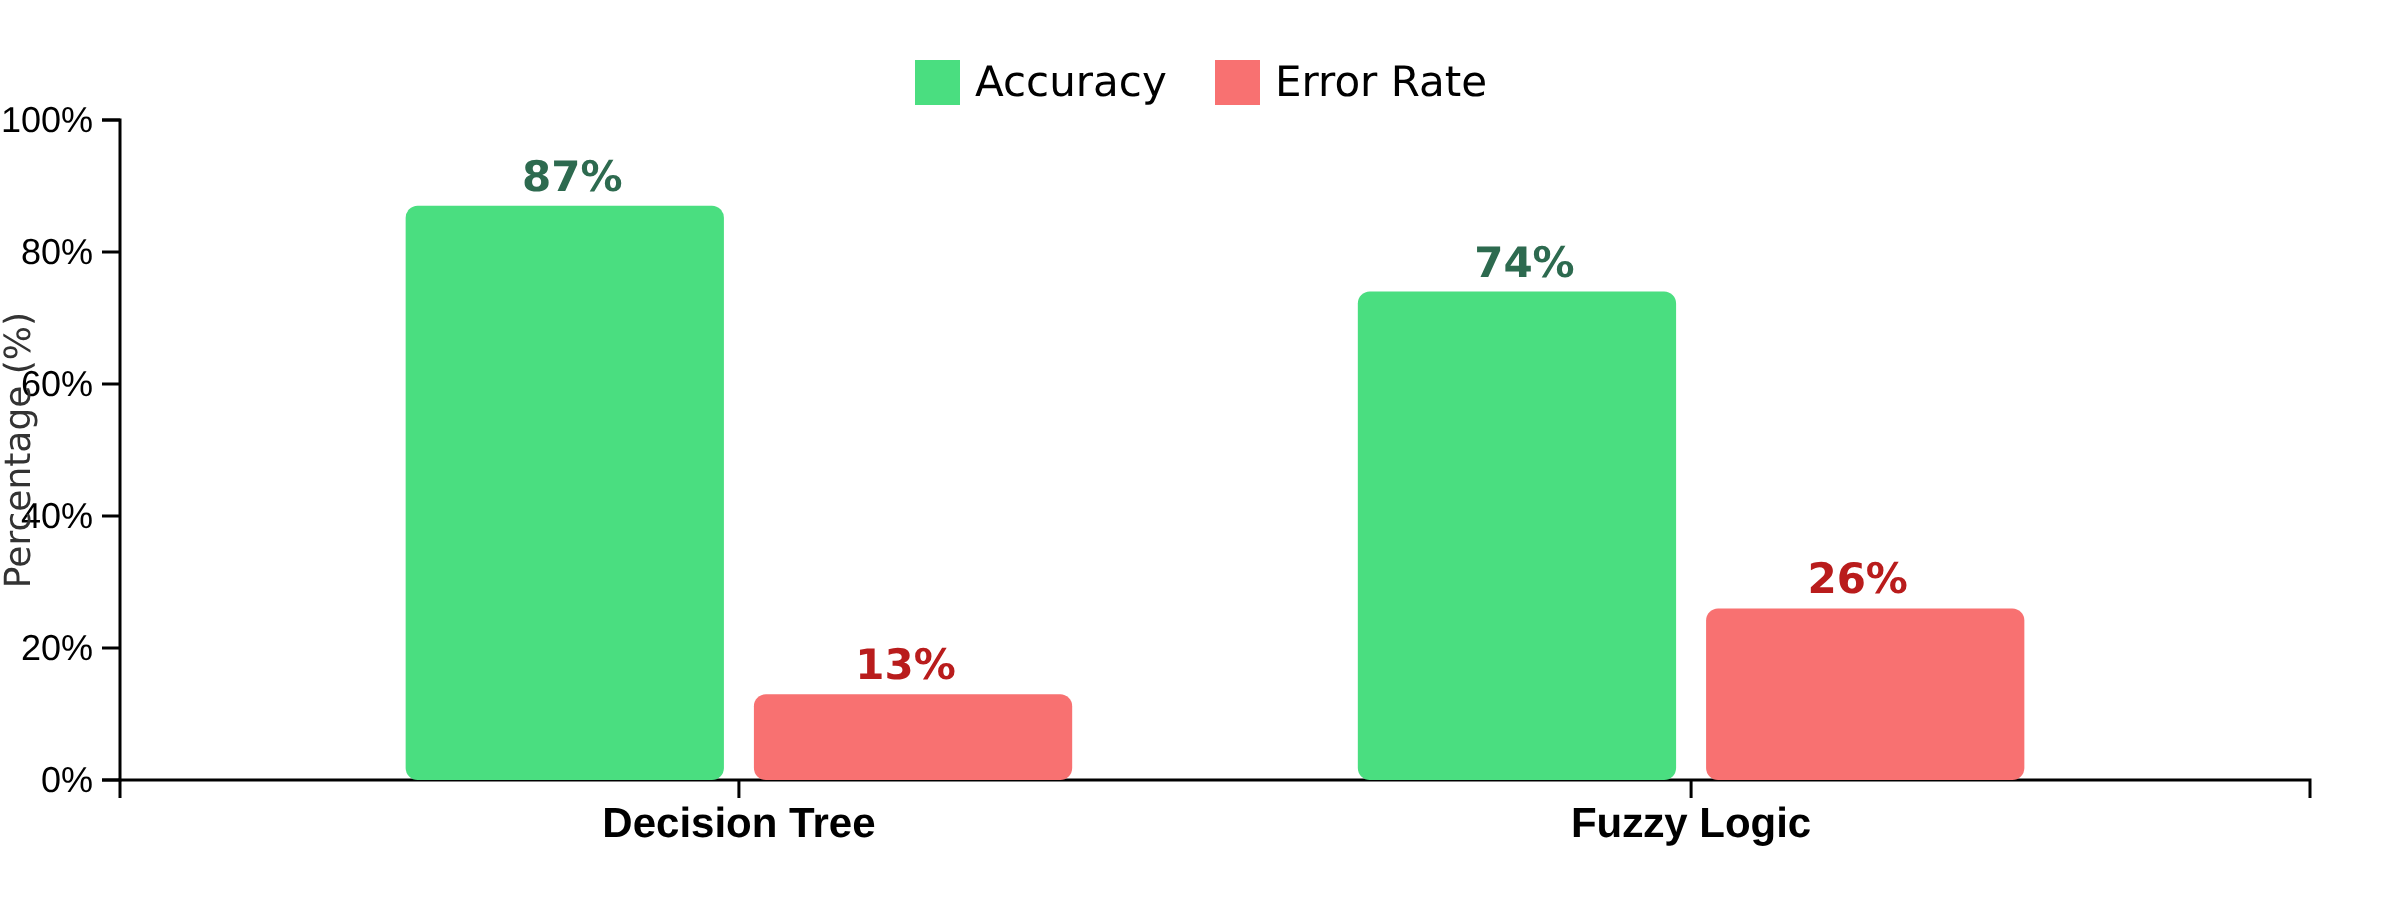 Accuracy Error Rate
100%
80%
60%
40%
20%
0%
Percentage (%)
87%
13%
74%
26%
Decision Tree
Fuzzy Logic